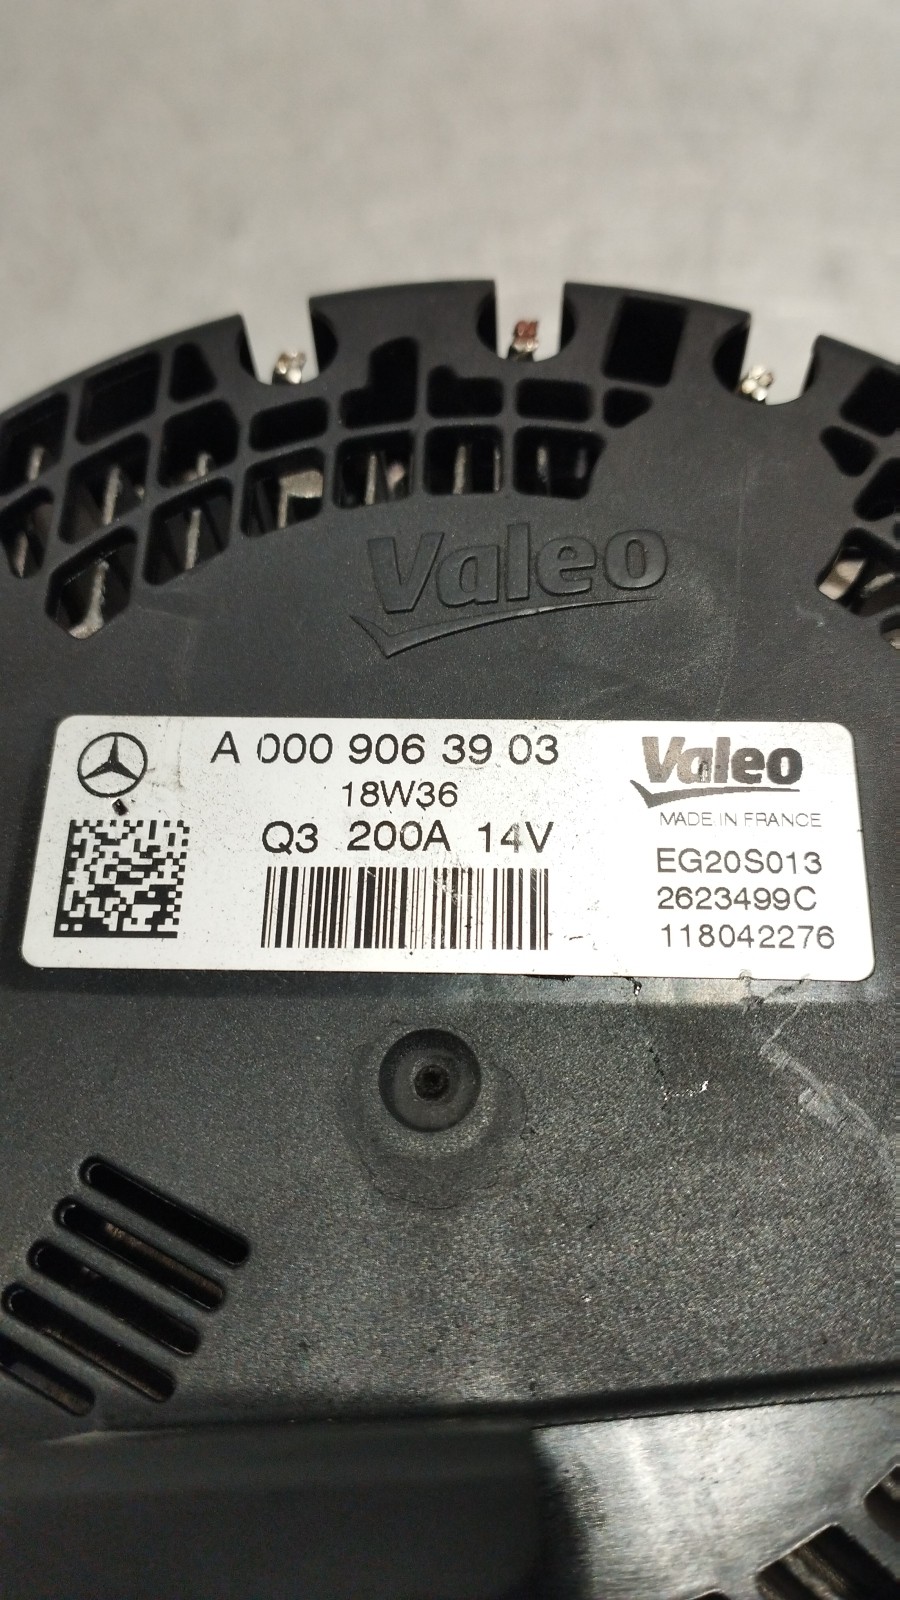 Valeo
A 000 906 39 03
18W36
Q3 200A 14V
Valeo
MADE IN FRANCE
EG20S013
2623499C
118042276